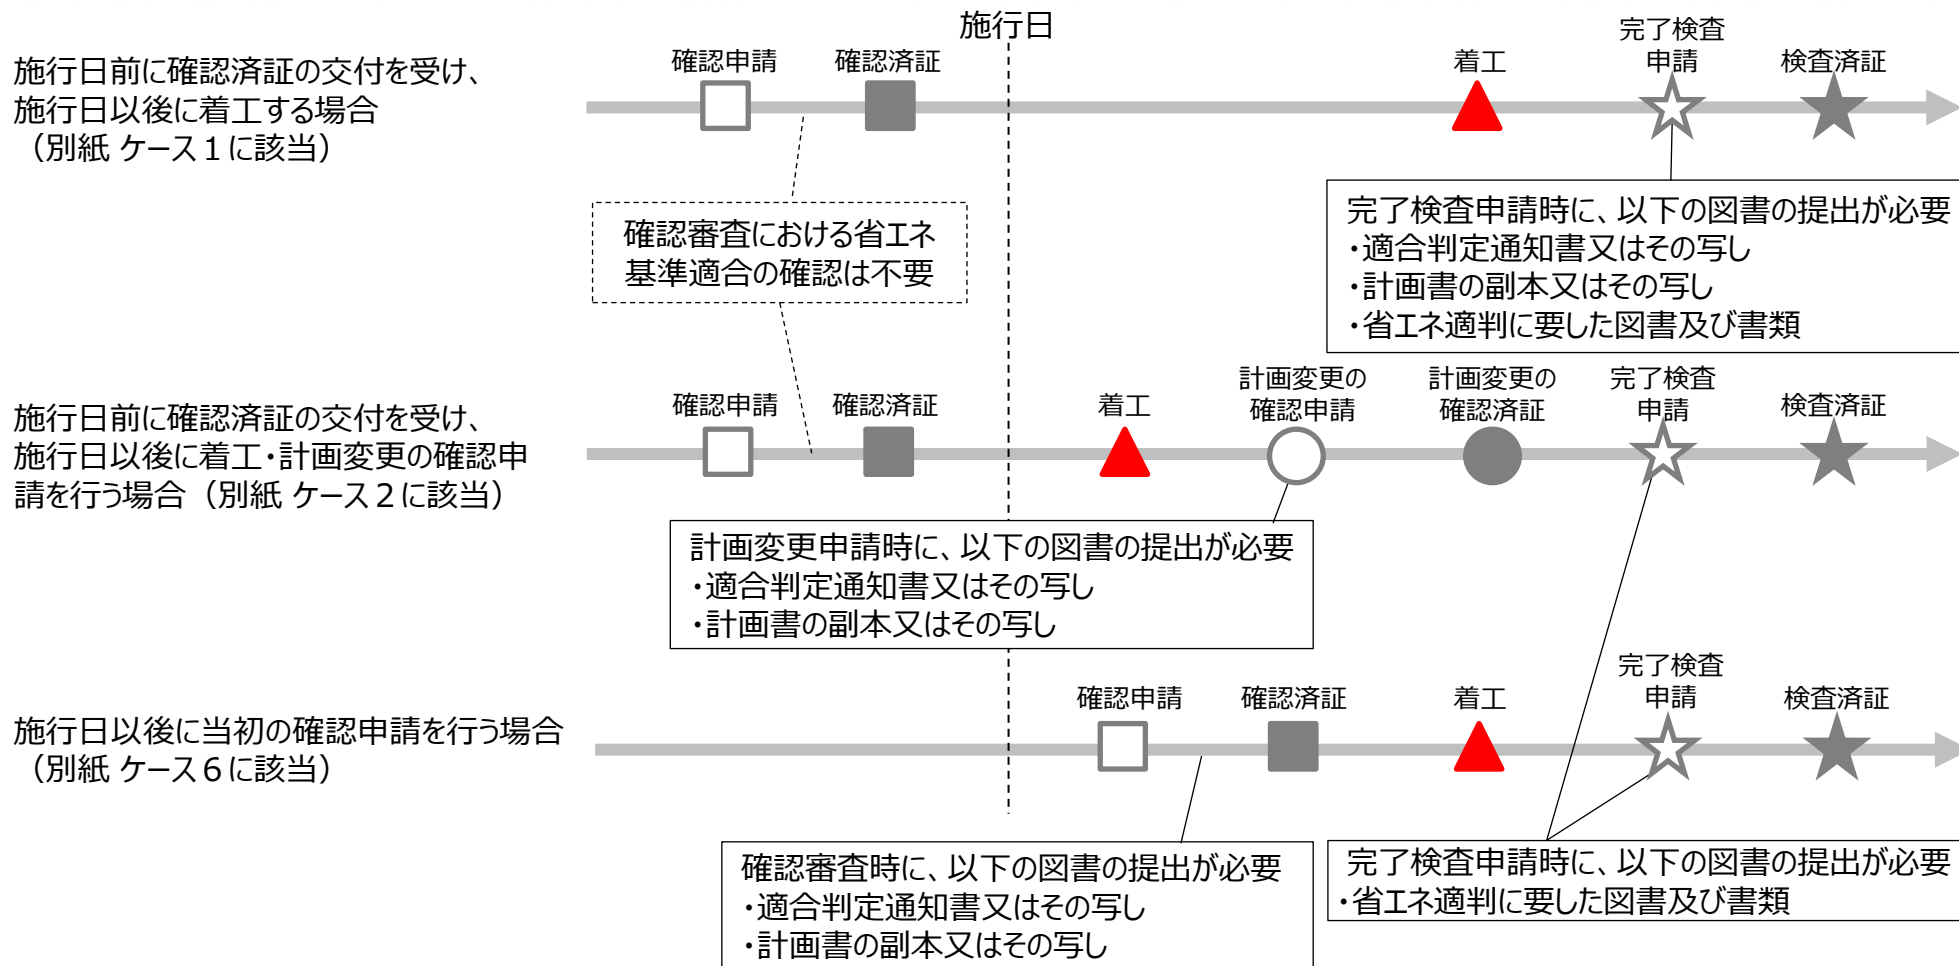 施行日
施行日前に確認済証の交付を受け、
施行日以後に着工する場合
（別紙 ケース１に該当）
確認申請
確認済証
着工
完了検査
申請
検査済証
確認審査における省エネ
基準適合の確認は不要
完了検査申請時に、以下の図書の提出が必要
・適合判定通知書又はその写し
・計画書の副本又はその写し
・省エネ適判に要した図書及び書類
施行日前に確認済証の交付を受け、
施行日以後に着工・計画変更の確認申
請を行う場合（別紙 ケース２に該当）
確認申請
確認済証
着工
計画変更の
確認申請
計画変更の
確認済証
完了検査
申請
検査済証
計画変更申請時に、以下の図書の提出が必要
・適合判定通知書又はその写し
・計画書の副本又はその写し
施行日以後に当初の確認申請を行う場合
（別紙 ケース６に該当）
確認申請
確認済証
着工
完了検査
申請
検査済証
確認審査時に、以下の図書の提出が必要
・適合判定通知書又はその写し
・計画書の副本又はその写し
完了検査申請時に、以下の図書の提出が必要
・省エネ適判に要した図書及び書類